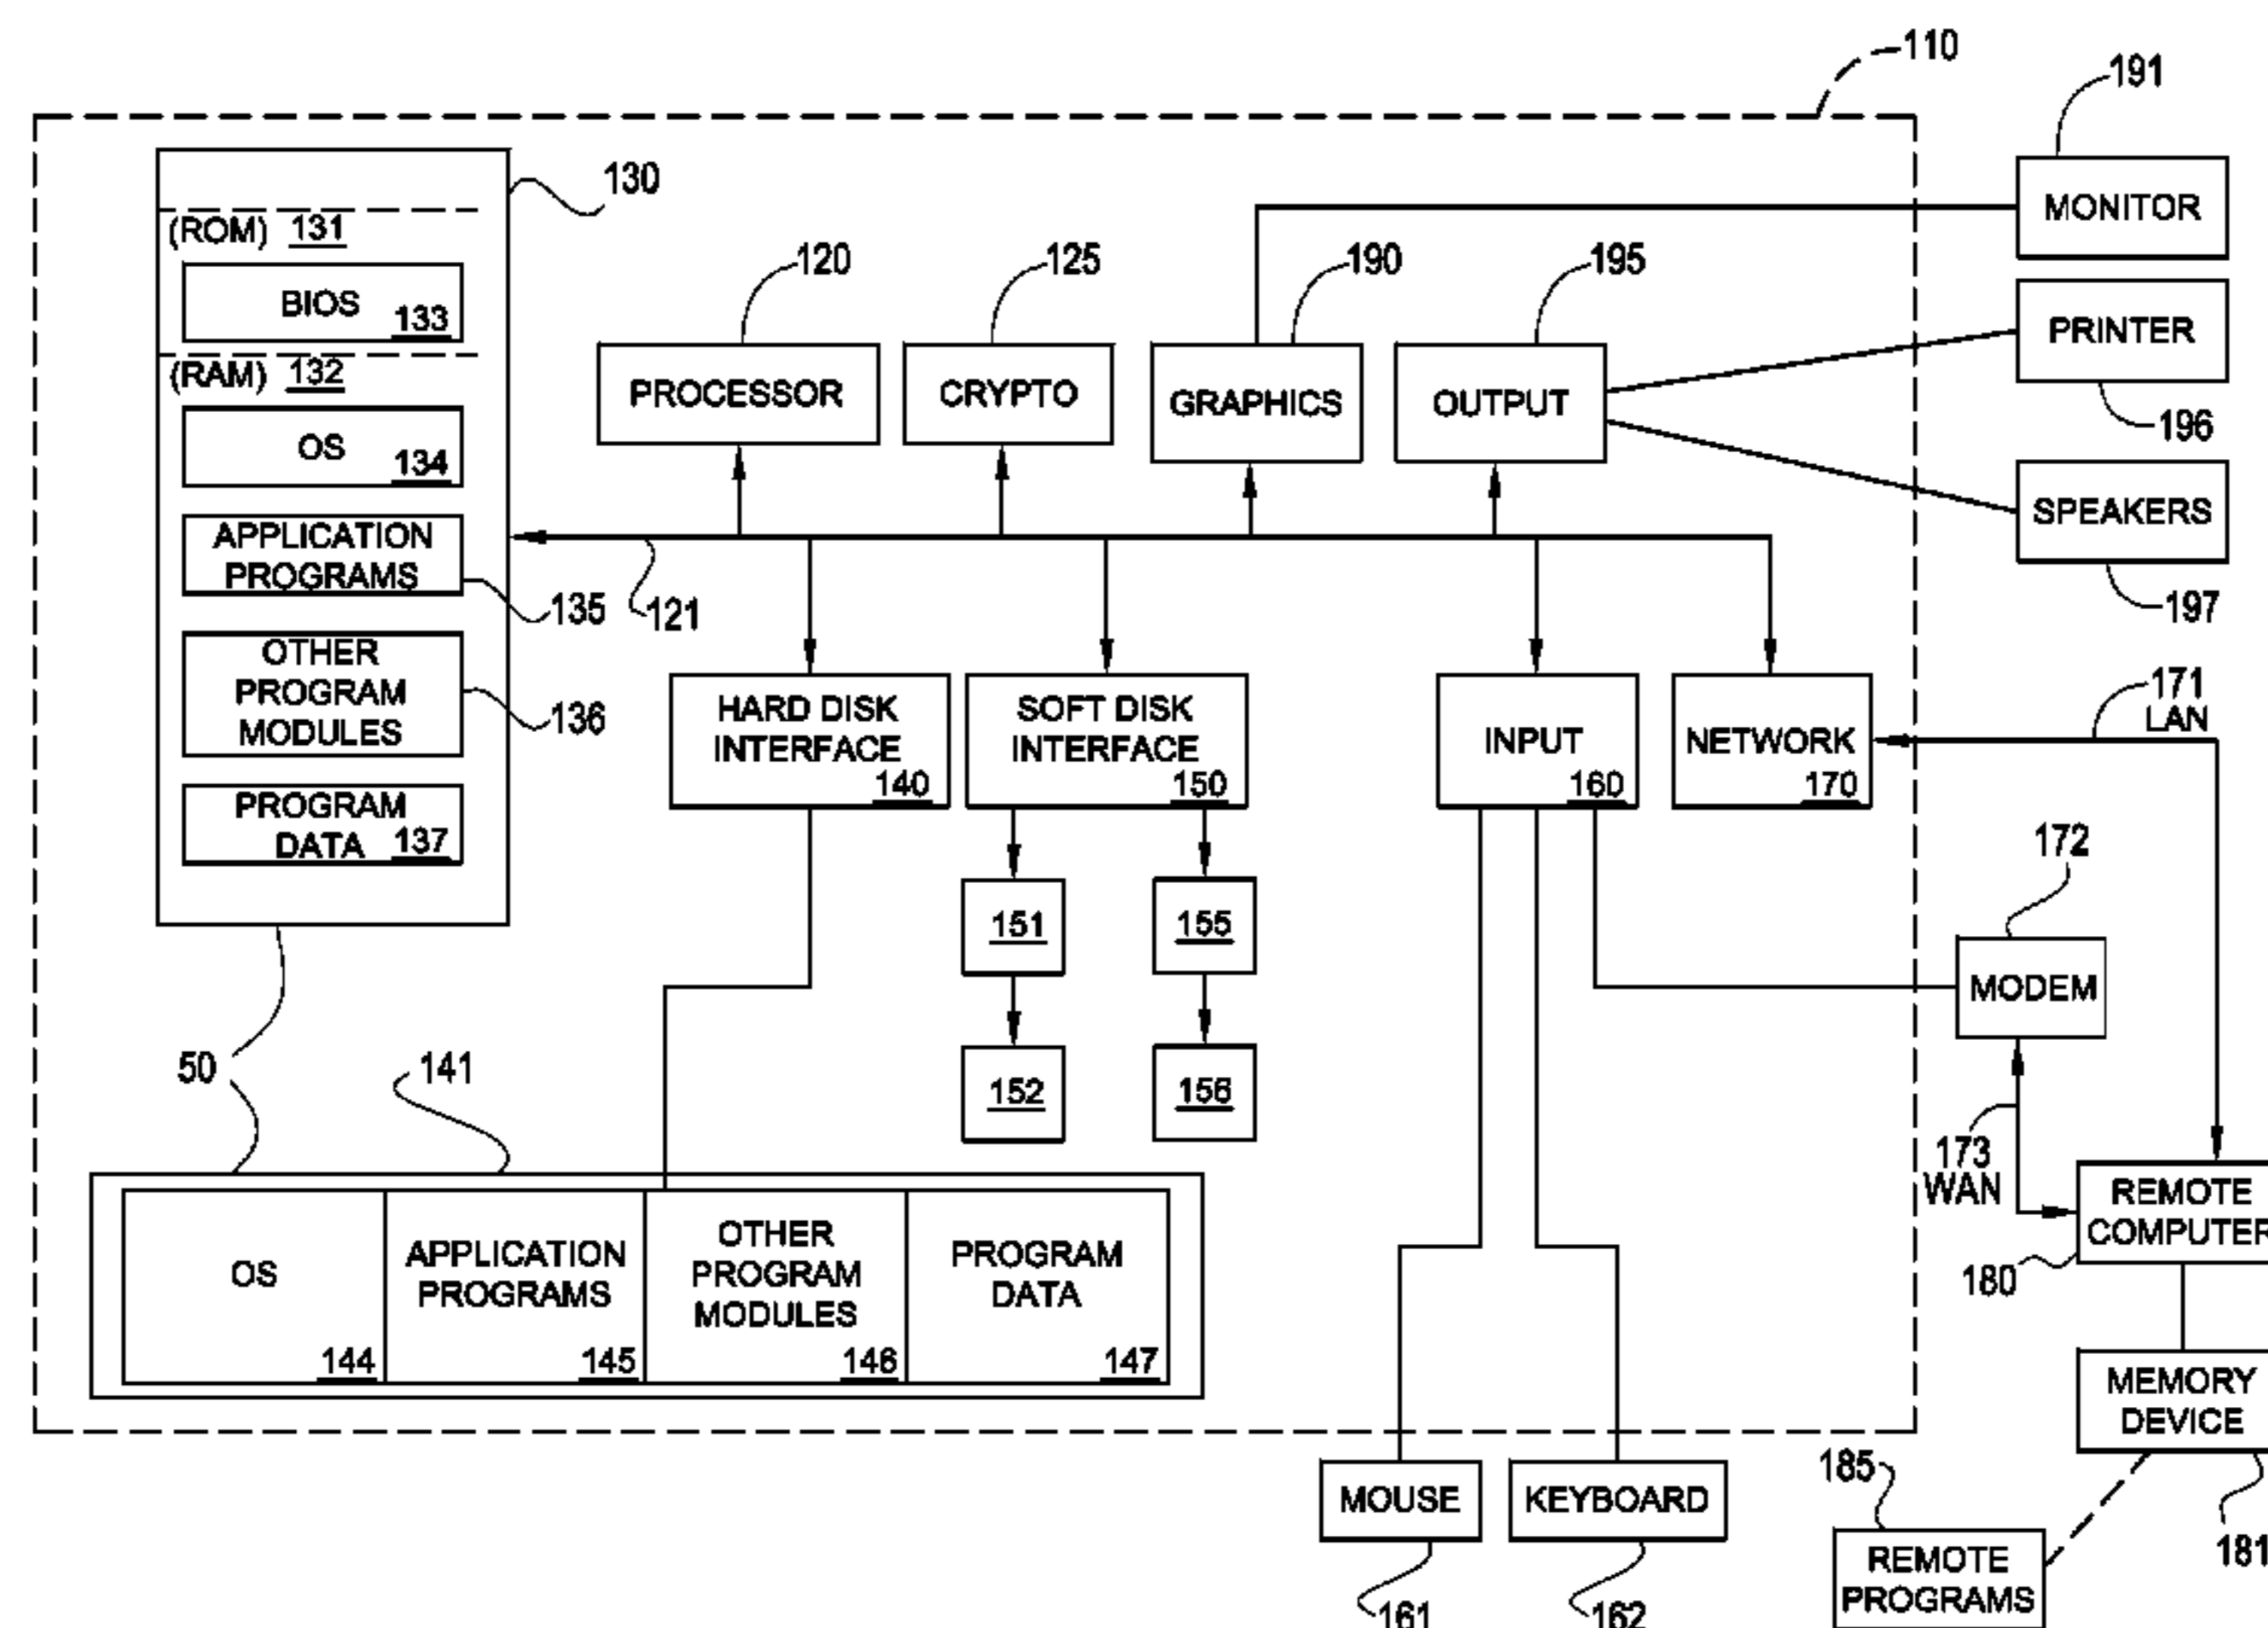 110
191
MONITOR
130
(ROM) 131
BIOS
133
(RAM) 132
OS
134
APPLICATION
PROGRAMS
135
OTHER
PROGRAM
MODULES
136
PROGRAM
DATA 137
120
PROCESSOR
125
CRYPTO
190
GRAPHICS
195
OUTPUT
PRINTER
196
SPEAKERS
197
121
HARD DISK
INTERFACE
140
SOFT DISK
INTERFACE
150
INPUT
160
NETWORK
170
171
LAN
151
155
152
156
172
MODEM
173
WAN
50
141
OS
144
APPLICATION
PROGRAMS
145
OTHER
PROGRAM
MODULES
146
PROGRAM
DATA
147
REMOTE
COMPUTER
180
MEMORY
DEVICE
181
MOUSE
161
KEYBOARD
162
185
REMOTE
PROGRAMS